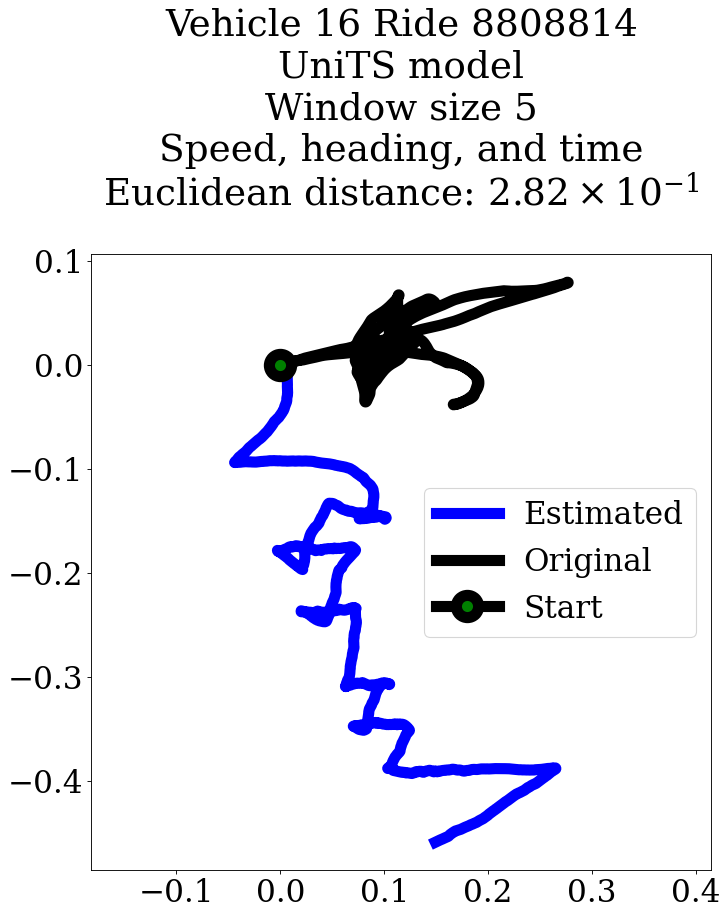 Vehicle 16 Ride 8808814
UniTS model
Window size 5
Speed, heading, and time
Euclidean distance: 2.82 × 10⁻¹
0.1
0.0
−0.1
−0.2
−0.3
−0.4
Estimated
Original
Start
−0.1 0.0 0.1 0.2 0.3 0.4